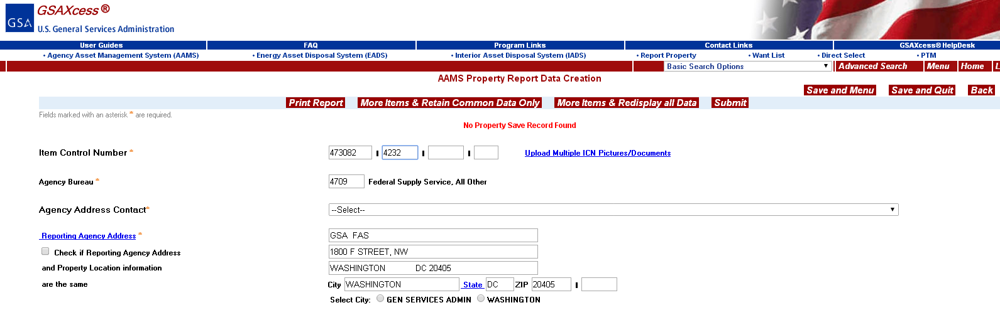 GSAXcess ®
GSA
U.S. General Services Administration
User Guides FAQ Program Links Contact Links GSAXcess® HelpDesk
• Agency Asset Management System (AAMS) • Energy Asset Disposal System (EADS) • Interior Asset Disposal System (IADS) • Report Property • Want List • Direct Select • PTM
Basic Search Options Advanced Search Menu Home L
AAMS Property Report Data Creation
Save and Menu Save and Quit Back
Print Report More Items & Retain Common Data Only More Items & Redisplay all Data Submit
Fields marked with an asterisk * are required.
No Property Save Record Found
Item Control Number * 473082 4232 Upload Multiple ICN Pictures/Documents
Agency Bureau * 4709 Federal Supply Service, All Other
Agency Address Contact* --Select--
Reporting Agency Address * GSA FAS
Check if Reporting Agency Address 1800 F STREET, NW
and Property Location information WASHINGTON DC 20405
are the same City WASHINGTON State DC ZIP 20405
Select City: GEN SERVICES ADMIN WASHINGTON